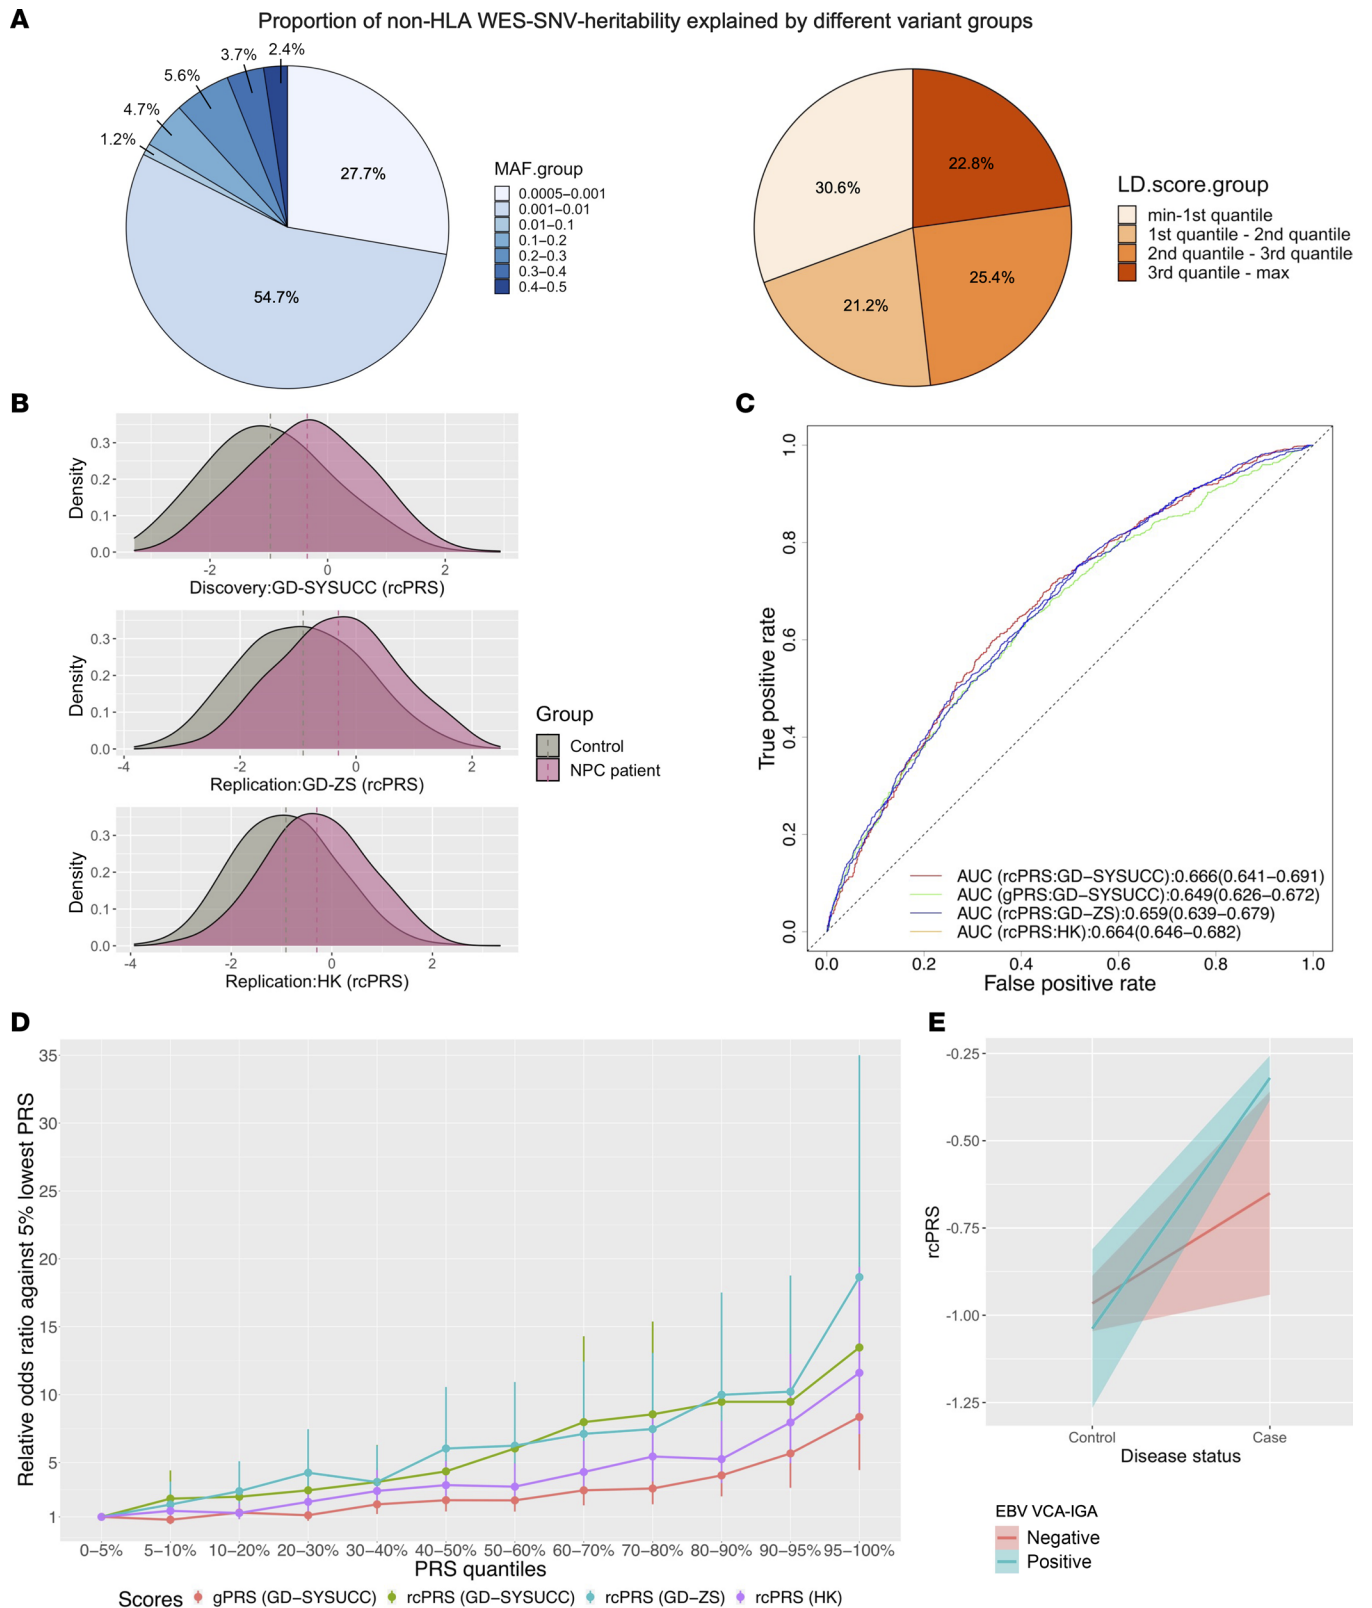 A
Proportion of non-HLA WES-SNV-heritability explained by different variant groups
2.4%
3.7%
5.6%
4.7%
1.2%
27.7%
54.7%
MAF.group
0.0005–0.001
0.001–0.01
0.01–0.1
0.1–0.2
0.2–0.3
0.3–0.4
0.4–0.5
22.8%
30.6%
25.4%
21.2%
LD.score.group
min-1st quantile
1st quantile - 2nd quantile
2nd quantile - 3rd quantile
3rd quantile - max
B
Density
0.3
0.2
0.1
0.0
-2 0 2
Discovery:GD-SYSUCC (rcPRS)
Density
0.3
0.2
0.1
0.0
-4 -2 0 2
Replication:GD-ZS (rcPRS)
Density
0.3
0.2
0.1
0.0
-4 -2 0 2
Replication:HK (rcPRS)
Group
Control
NPC patient
C
True positive rate
1.0
0.8
0.6
0.4
0.2
0.0
AUC (rcPRS:GD–SYSUCC):0.666(0.641–0.691)
AUC (gPRS:GD–SYSUCC):0.649(0.626–0.672)
AUC (rcPRS:GD–ZS):0.659(0.639–0.679)
AUC (rcPRS:HK):0.664(0.646–0.682)
0.0 0.2 0.4 0.6 0.8 1.0
False positive rate
D
Relative odds ratio against 5% lowest PRS
35
30
25
20
15
10
5
1
0–5% 5–10% 10–20% 20–30% 30–40% 40–50% 50–60% 60–70% 70–80% 80–90% 90–95% 95–100%
PRS quantiles
Scores gPRS (GD–SYSUCC) rcPRS (GD–SYSUCC) rcPRS (GD–ZS) rcPRS (HK)
E
rcPRS
-0.25
-0.50
-0.75
-1.00
-1.25
Control Case
Disease status
EBV VCA-IGA
Negative
Positive